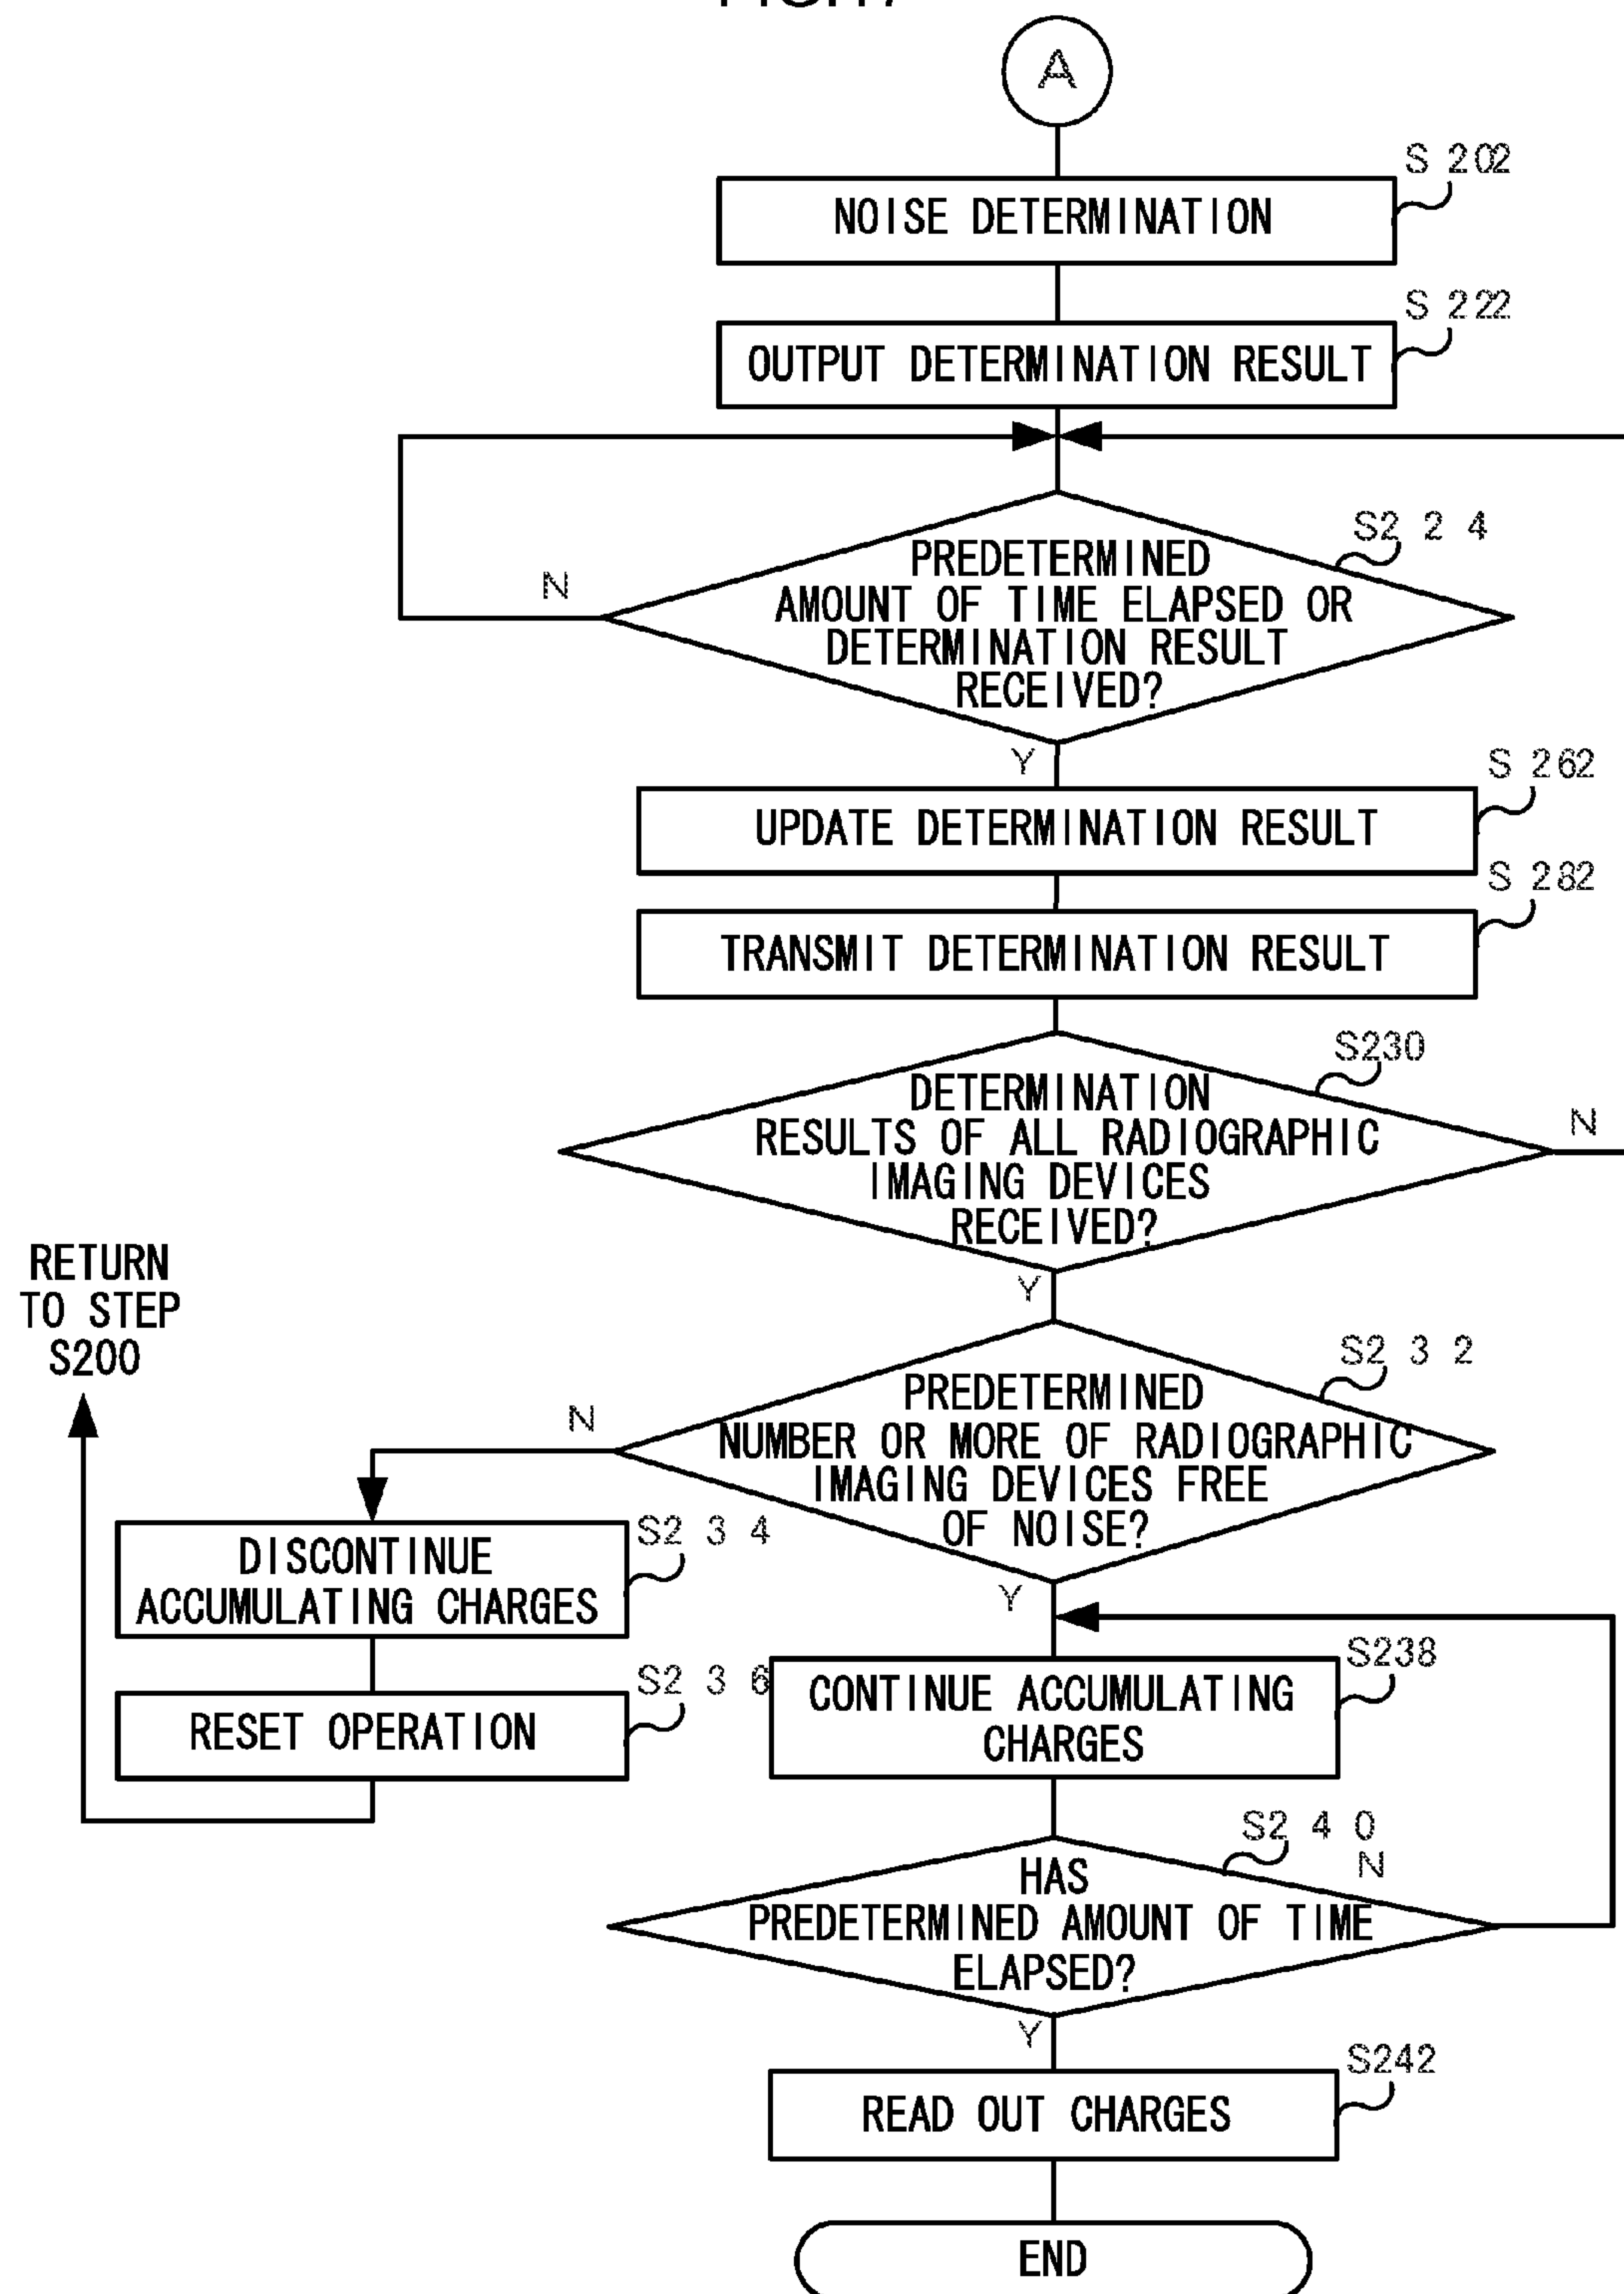 A
S 202
NOISE DETERMINATION
S 222
OUTPUT DETERMINATION RESULT
S2 2 4
N
PREDETERMINED
AMOUNT OF TIME ELAPSED OR
DETERMINATION RESULT
RECEIVED?
Y
S 262
UPDATE DETERMINATION RESULT
S 282
TRANSMIT DETERMINATION RESULT
S230
N
DETERMINATION
RESULTS OF ALL RADIOGRAPHIC
IMAGING DEVICES
RECEIVED?
Y
RETURN
TO STEP
S200
S2 3 2
N
PREDETERMINED
NUMBER OR MORE OF RADIOGRAPHIC
IMAGING DEVICES FREE
OF NOISE?
Y
S2 3 4
DISCONTINUE
ACCUMULATING CHARGES
S2 3 6
RESET OPERATION
S238
CONTINUE ACCUMULATING
CHARGES
S2 4 0
N
HAS
PREDETERMINED AMOUNT OF TIME
ELAPSED?
Y
S242
READ OUT CHARGES
END